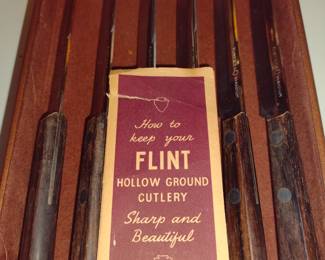 How to
keep your
FLINT
HOLLOW GROUND
CUTLERY
Sharp and
Beautiful